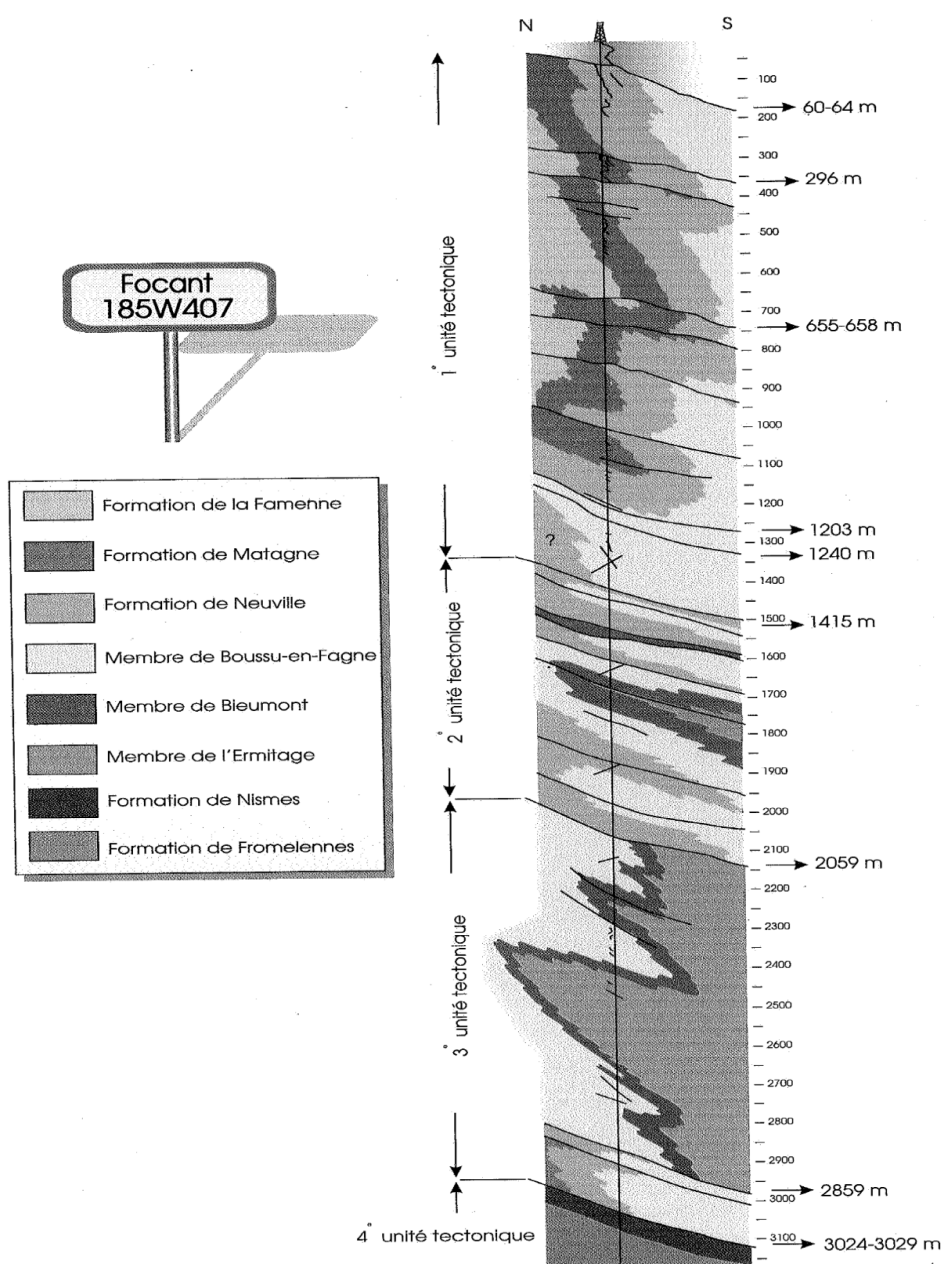 N
S
100
200
300
400
500
600
700
800
900
1000
1100
1200
1300
1400
1500
1600
1700
1800
1900
2000
2100
2200
2300
2400
2500
2600
2700
2800
2900
3000
3100
60-64 m
296 m
655-658 m
1203 m
1240 m
1415 m
2059 m
2859 m
3024-3029 m
1° unité tectonique
2° unité tectonique
3° unité tectonique
4° unité tectonique
?
Focant
185W407
Formation de la Famenne
Formation de Matagne
Formation de Neuville
Membre de Boussu-en-Fagne
Membre de Bieumont
Membre de l'Ermitage
Formation de Nismes
Formation de Fromelennes